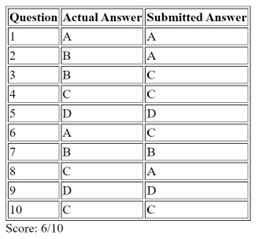 Question Actual Answer Submitted Answer
1 A A
2 B A
3 B C
4 C C
5 D D
6 A C
7 B B
8 C A
9 D D
10 C C
Score: 6/10